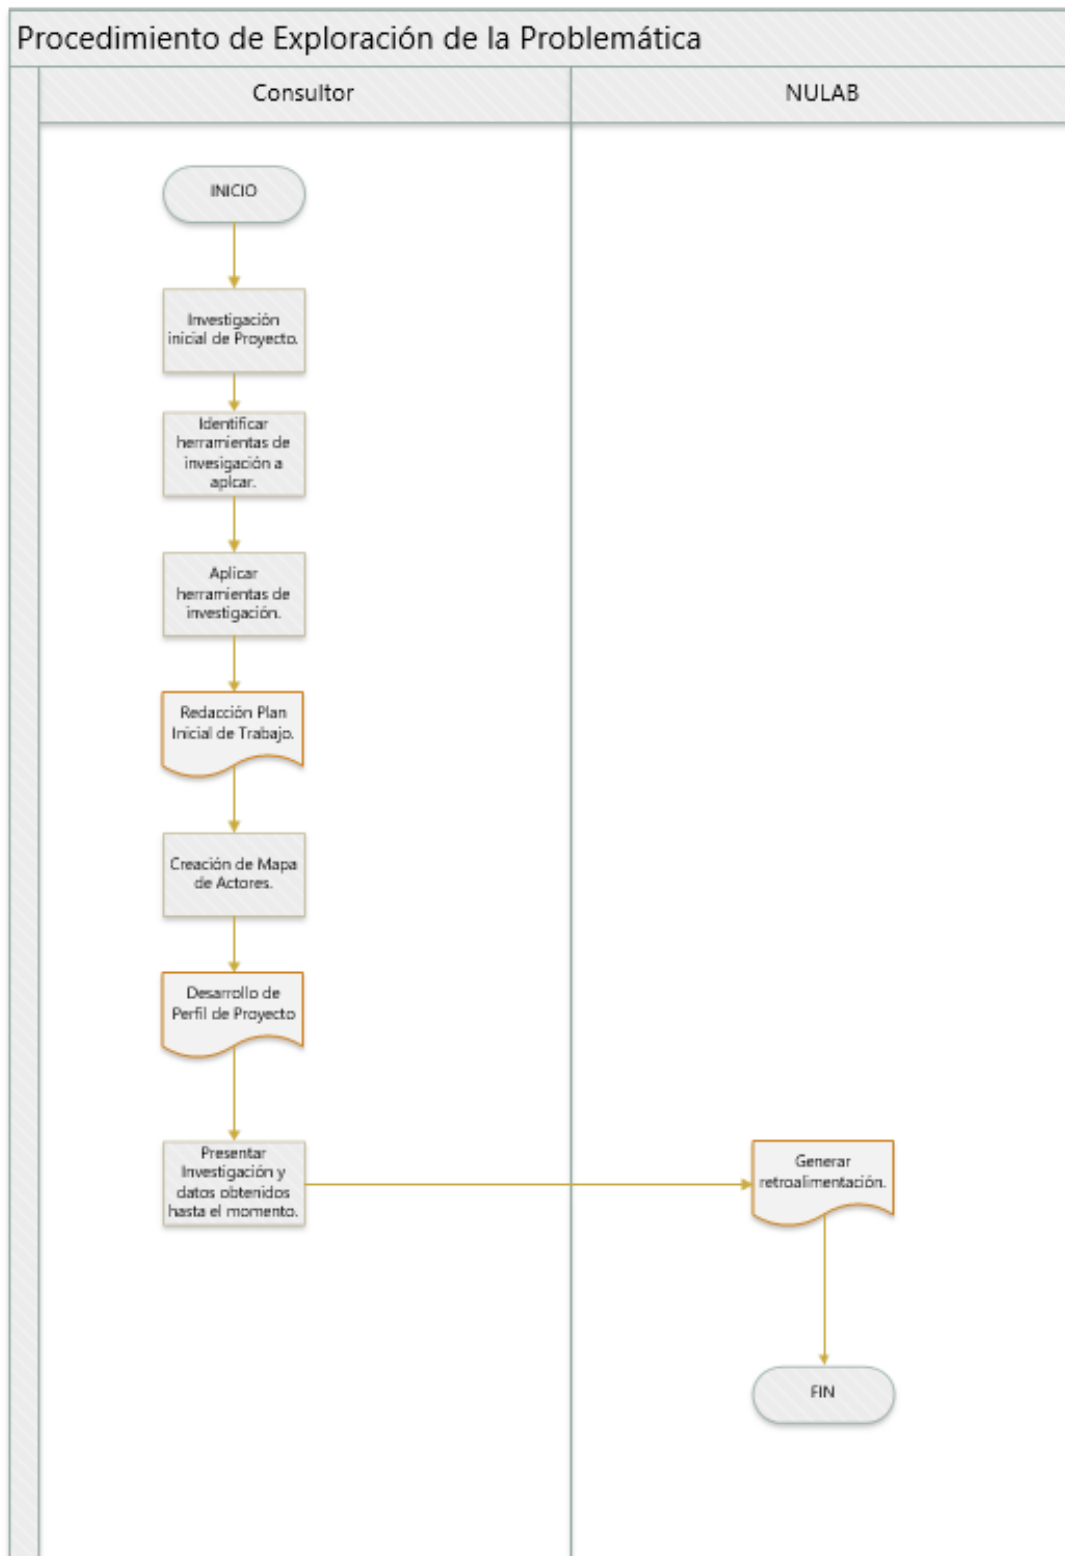 Procedimiento de Exploración de la Problemática
Consultor
NULAB
INICIO
Investigación
inicial de Proyecto.
Identificar
herramientas de
invesigación a
aplcar.
Aplicar
herramientas de
investigación.
Redacción Plan
Inicial de Trabajo.
Creación de Mapa
de Actores.
Desarrollo de
Perfil de Proyecto
Presentar
Investigación y
datos obtenidos
hasta el momento.
Generar
retroalimentación.
FIN